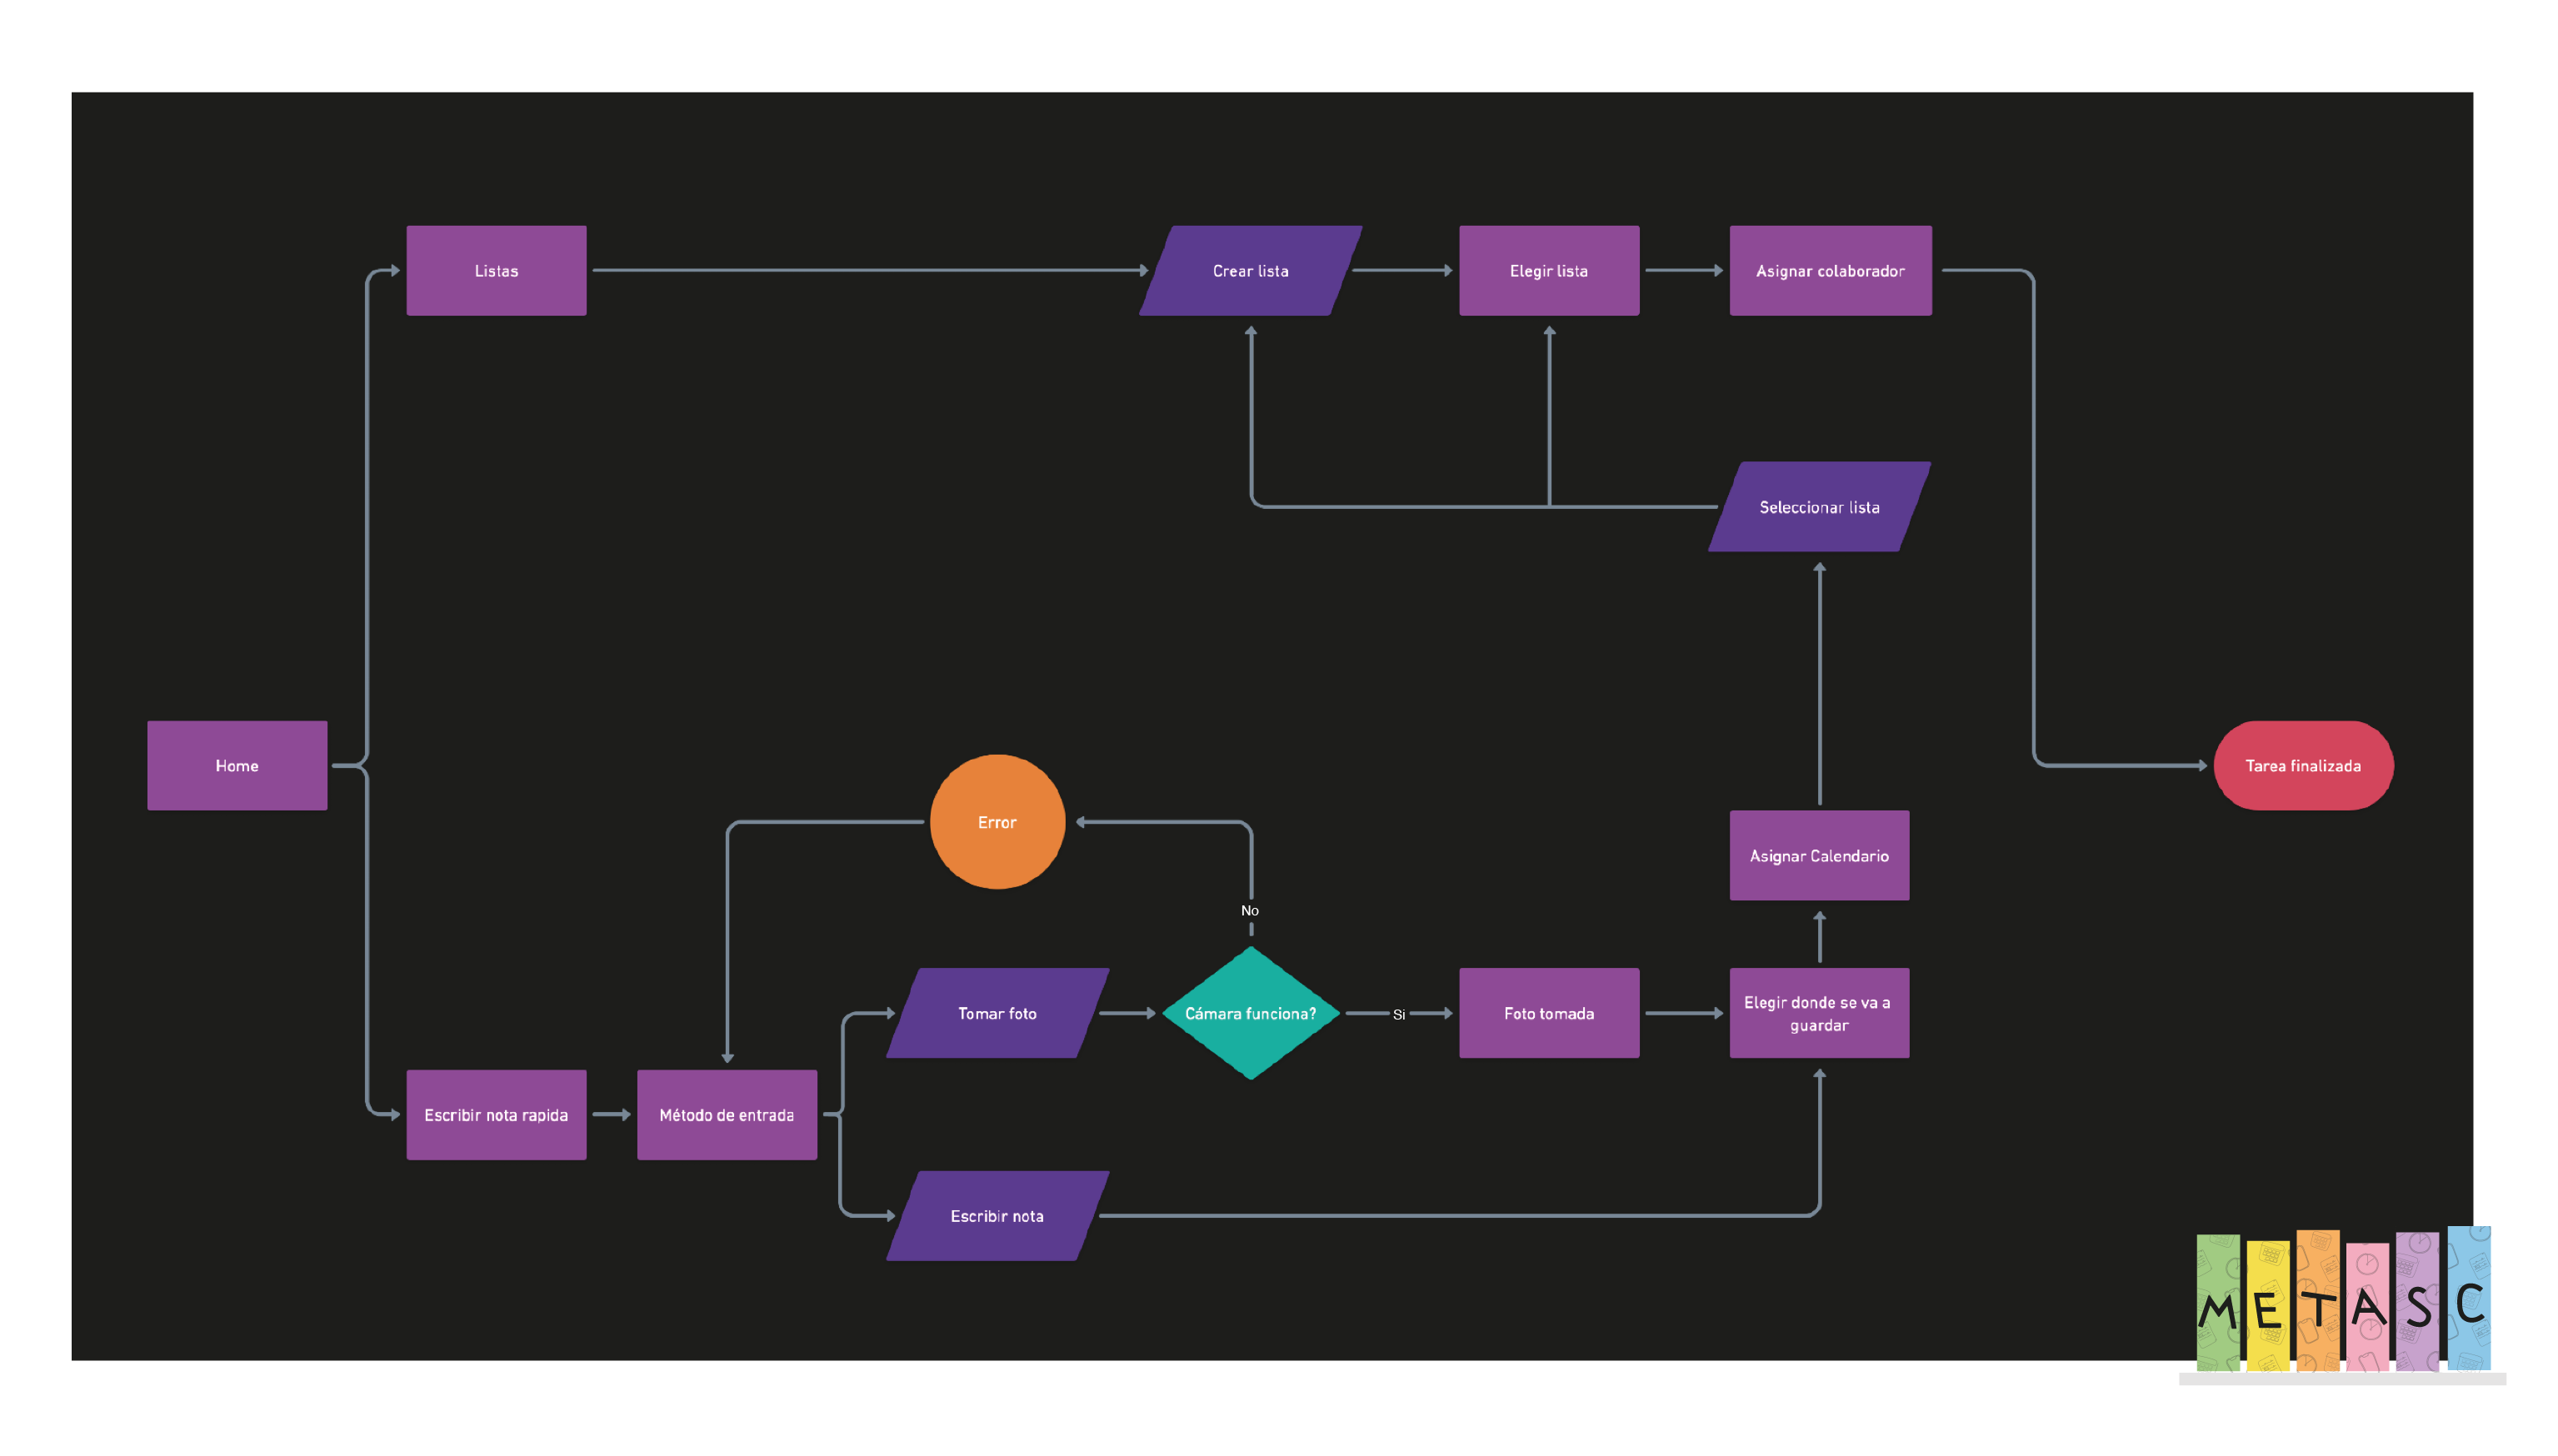 Listas
Crear lista
Elegir lista
Asignar colaborador
Seleccionar lista
Home
Error
Tarea finalizada
Asignar Calendario
No
Tomar foto
Cámara funciona?
Si
Foto tomada
Elegir donde se va a
guardar
Escribir nota rapida
Método de entrada
Escribir nota
METASC